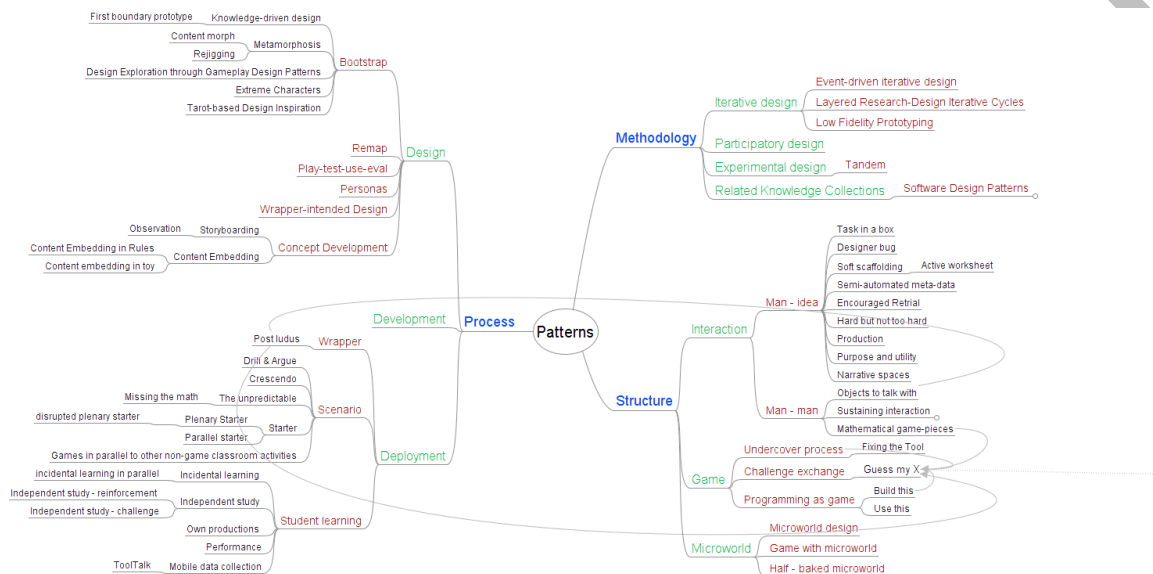 First boundary prototype
Knowledge-driven design
Content morph
Metamorphosis
Rejigging
Bootstrap
Design Exploration through Gameplay Design Patterns
Extreme Characters
Tarot-based Design Inspiration
Remap
Design
Play-test-use-eval
Personas
Wrapper-intended Design
Observation
Storyboarding
Concept Development
Content Embedding in Rules
Content Embedding
Content embedding in toy
Development
Process
Patterns
Post ludus
Wrapper
Drill & Argue
Crescendo
Missing the math
The unpredictable
Scenario
disrupted plenary starter
Plenary Starter
Starter
Parallel starter
Games in parallel to other non-game classroom activities
Deployment
incidental learning in parallel
Incidental learning
Independent study - reinforcement
Independent study
Independent study - challenge
Student learning
Own productions
Performance
ToolTalk
Mobile data collection
Methodology
Iterative design
Event-driven iterative design
Layered Research-Design Iterative Cycles
Low Fidelity Prototyping
Participatory design
Experimental design
Tandem
Related Knowledge Collections
Software Design Patterns
Structure
Interaction
Man - idea
Task in a box
Designer bug
Soft scaffolding
Active worksheet
Semi-automated meta-data
Encouraged Retrial
Hard but not too hard
Production
Purpose and utility
Narrative spaces
Man - man
Objects to talk with
Sustaining interaction
Mathematical game-pieces
Game
Undercover process
Fixing the Tool
Challenge exchange
Guess my X
Programming as game
Build this
Use this
Microworld
Microworld design
Game with microworld
Half - baked microworld